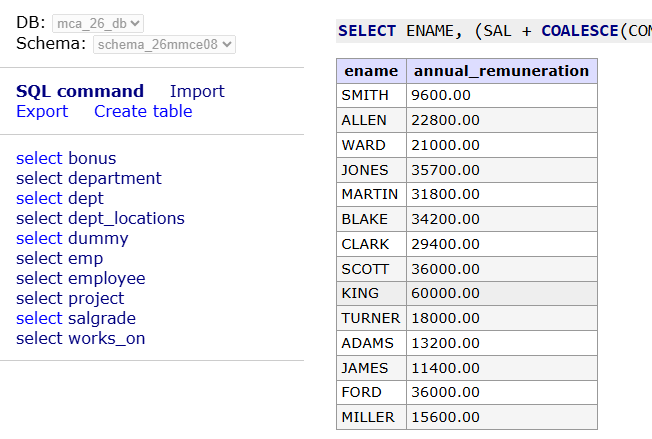 DB: mca_26_db
Schema: schema_26mmce08
SQL command Import
Export Create table
select bonus
select department
select dept
select dept_locations
select dummy
select emp
select employee
select project
select salgrade
select works_on
SELECT ENAME, (SAL + COALESCE(COM
ename annual_remuneration
SMITH 9600.00
ALLEN 22800.00
WARD 21000.00
JONES 35700.00
MARTIN 31800.00
BLAKE 34200.00
CLARK 29400.00
SCOTT 36000.00
KING 60000.00
TURNER 18000.00
ADAMS 13200.00
JAMES 11400.00
FORD 36000.00
MILLER 15600.00